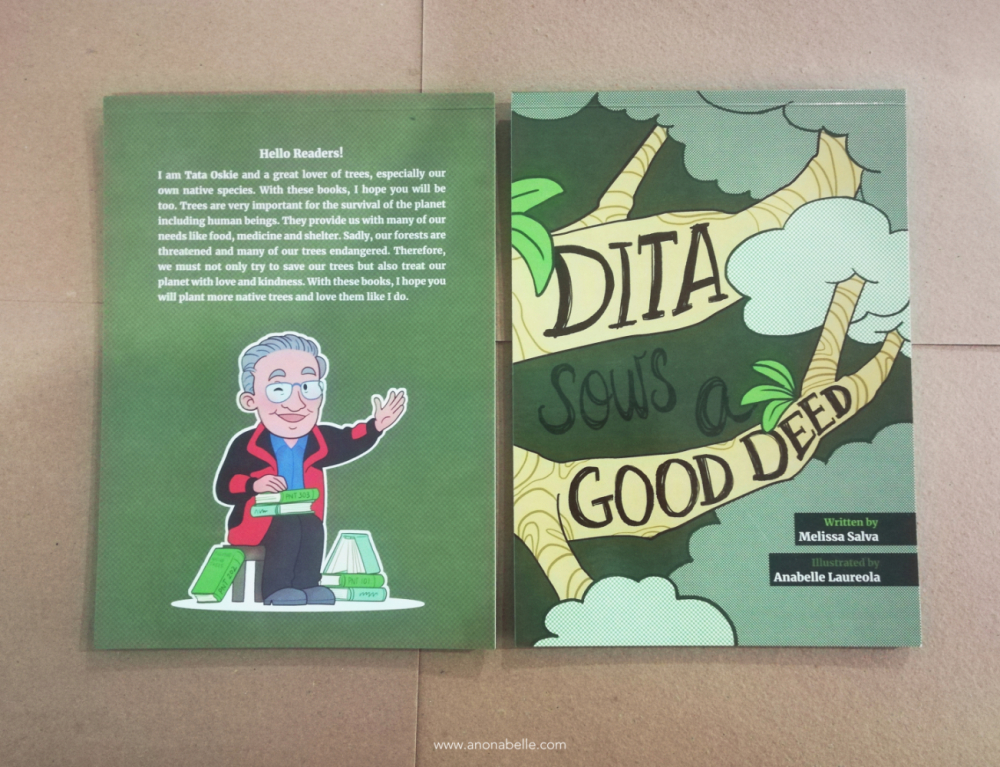 Hello Readers!
I am Tata Oskie and a great lover of trees, especially our
own native species. With these books, I hope you will be
too. Trees are very important for the survival of the planet
including human beings. They provide us with many of our
needs like food, medicine and shelter. Sadly, our forests are
threatened and many of our trees endangered. Therefore,
we must not only try to save our trees but also treat our
planet with love and kindness. With these books, I hope you
will plant more native trees and love them like I do.
DITA
SOWS a
GOOD DEED
Written by
Melissa Salva
Illustrated by
Anabelle Laureola
www.anonabelle.com